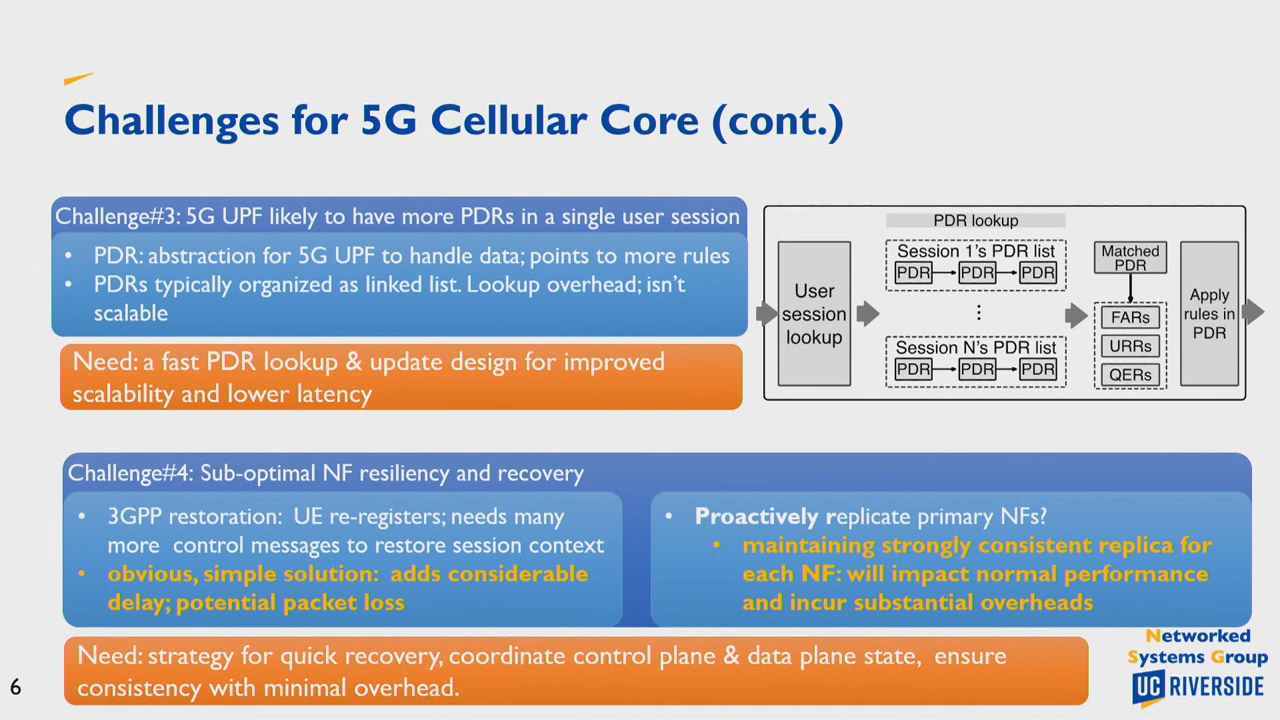 Challenges for 5G Cellular Core (cont.)
Challenge#3: 5G UPF likely to have more PDRs in a single user session
• PDR: abstraction for 5G UPF to handle data; points to more rules
• PDRs typically organized as linked list. Lookup overhead; isn't
scalable
Need: a fast PDR lookup & update design for improved
scalability and lower latency
PDR lookup
User
session
lookup
Session 1's PDR list
PDR PDR PDR
⋮
Session N's PDR list
PDR PDR PDR
Matched
PDR
FARs
URRs
QERs
Apply
rules in
PDR
Challenge#4: Sub-optimal NF resiliency and recovery
• 3GPP restoration: UE re-registers; needs many
more control messages to restore session context
• obvious, simple solution: adds considerable
delay; potential packet loss
• Proactively replicate primary NFs?
• maintaining strongly consistent replica for
each NF: will impact normal performance
and incur substantial overheads
Need: strategy for quick recovery, coordinate control plane & data plane state, ensure
consistency with minimal overhead.
6
Networked
Systems Group
UC RIVERSIDE